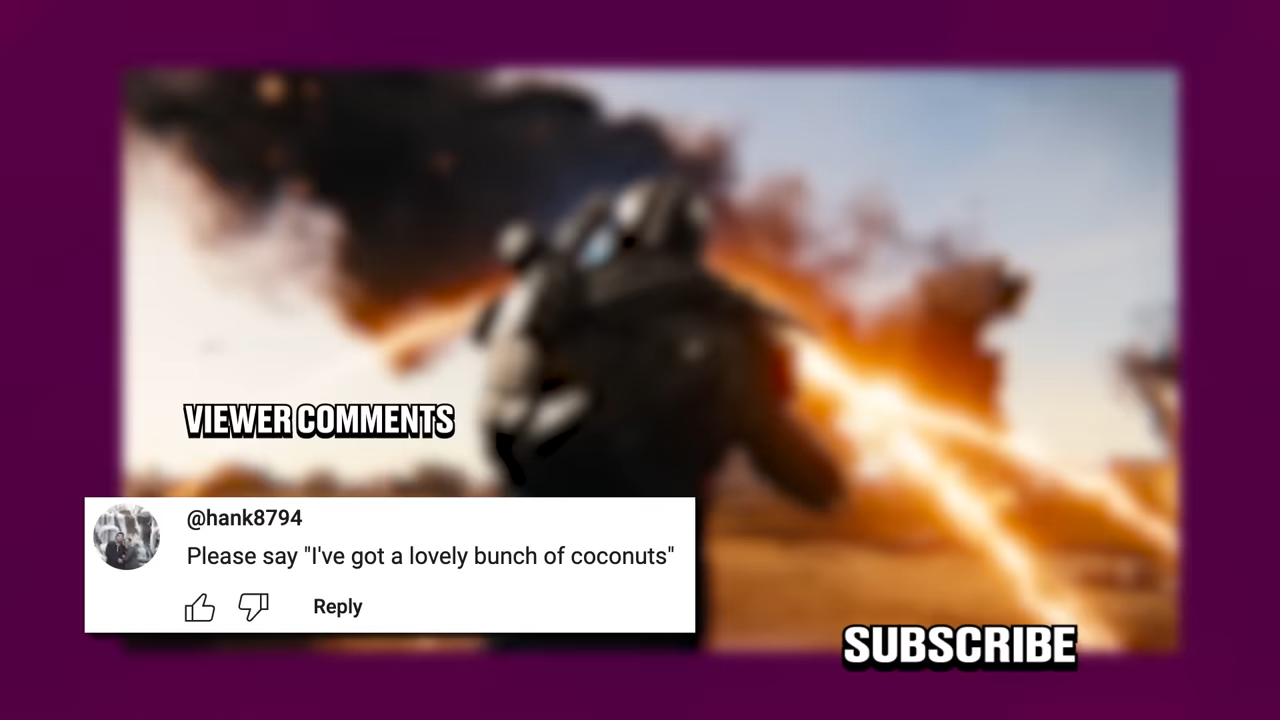 VIEWER COMMENTS
@hank8794
Please say "I've got a lovely bunch of coconuts"
Reply
SUBSCRIBE